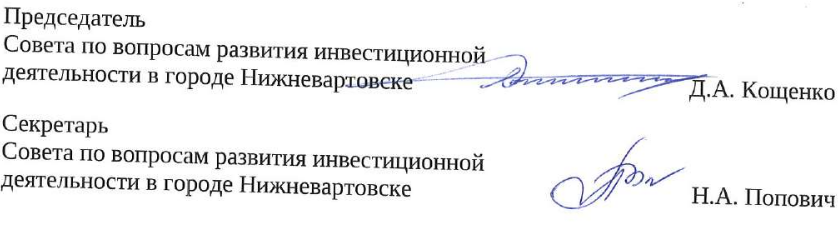 Председатель
Совета по вопросам развития инвестиционной
деятельности в городе Нижневартовске
Д.А. Кощенко
Секретарь
Совета по вопросам развития инвестиционной
деятельности в городе Нижневартовске
Н.А. Попович